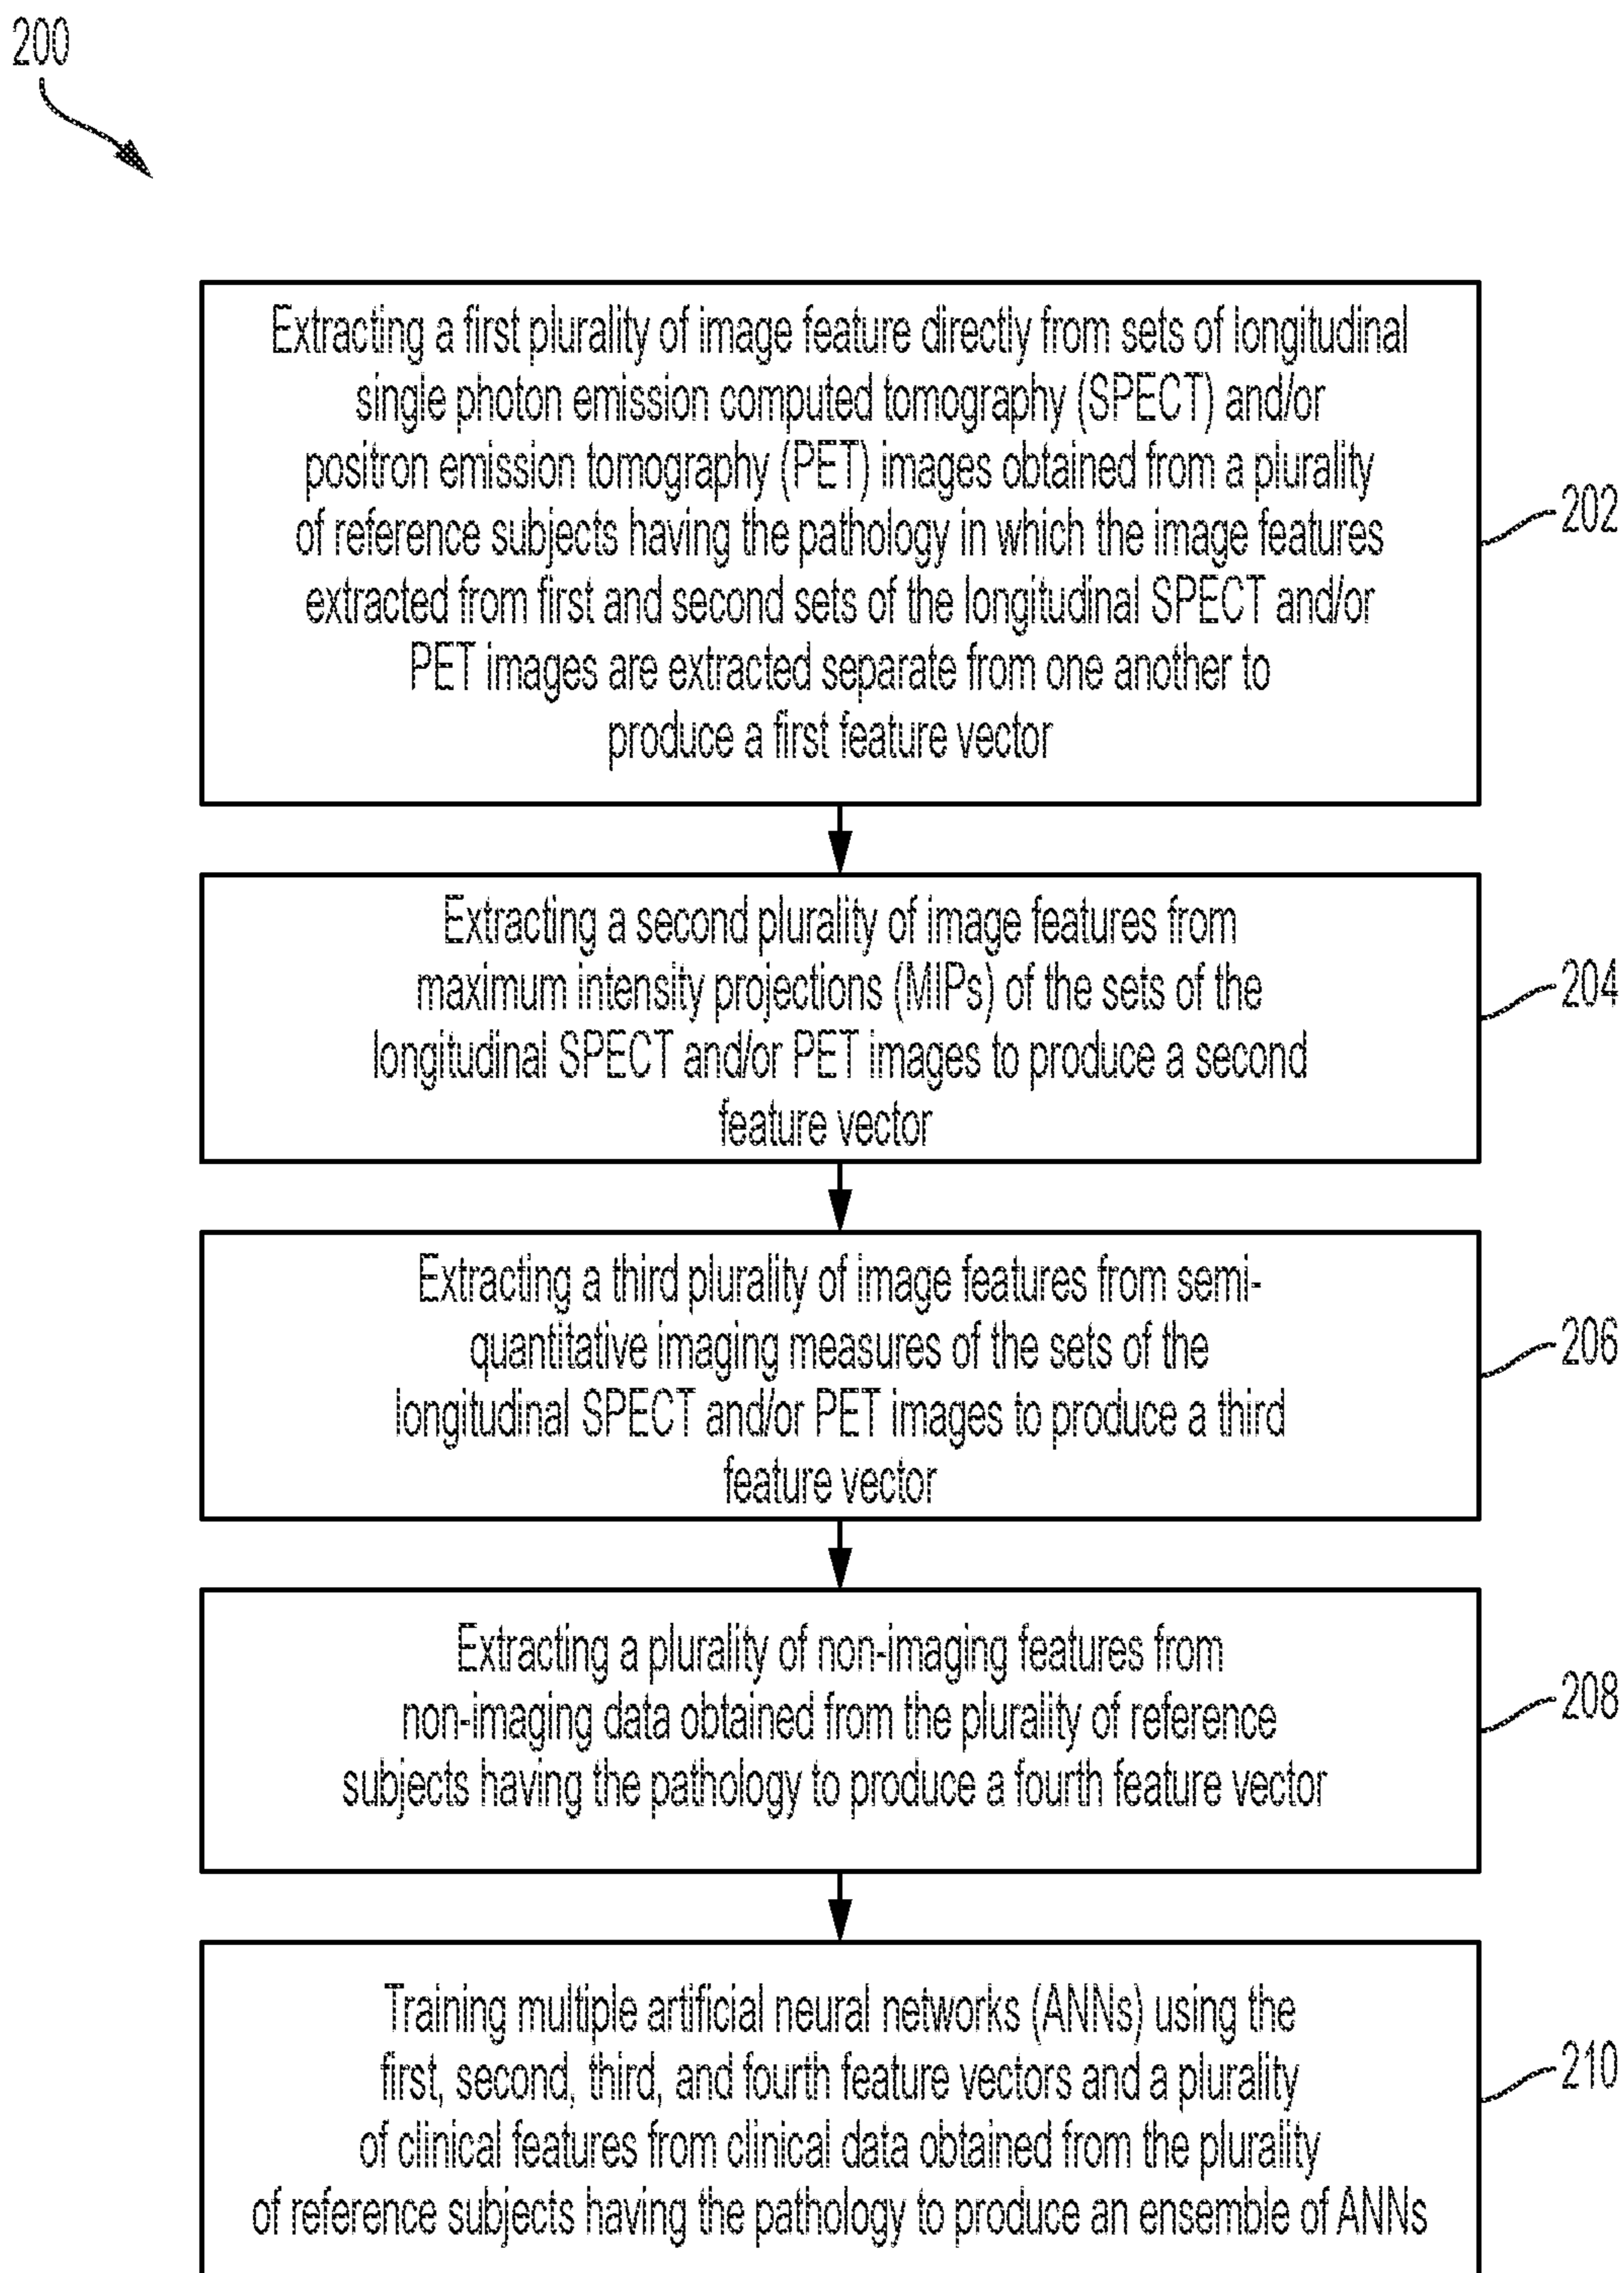 200
Extracting a first plurality of image feature directly from sets of longitudinal
single photon emission computed tomography (SPECT) and/or
positron emission tomography (PET) images obtained from a plurality
of reference subjects having the pathology in which the image features
extracted from first and second sets of the longitudinal SPECT and/or
PET images are extracted separate from one another to
produce a first feature vector
202
Extracting a second plurality of image features from
maximum intensity projections (MIPs) of the sets of the
longitudinal SPECT and/or PET images to produce a second
feature vector
204
Extracting a third plurality of image features from semi-
quantitative imaging measures of the sets of the
longitudinal SPECT and/or PET images to produce a third
feature vector
206
Extracting a plurality of non-imaging features from
non-imaging data obtained from the plurality of reference
subjects having the pathology to produce a fourth feature vector
208
Training multiple artificial neural networks (ANNs) using the
first, second, third, and fourth feature vectors and a plurality
of clinical features from clinical data obtained from the plurality
of reference subjects having the pathology to produce an ensemble of ANNs
210